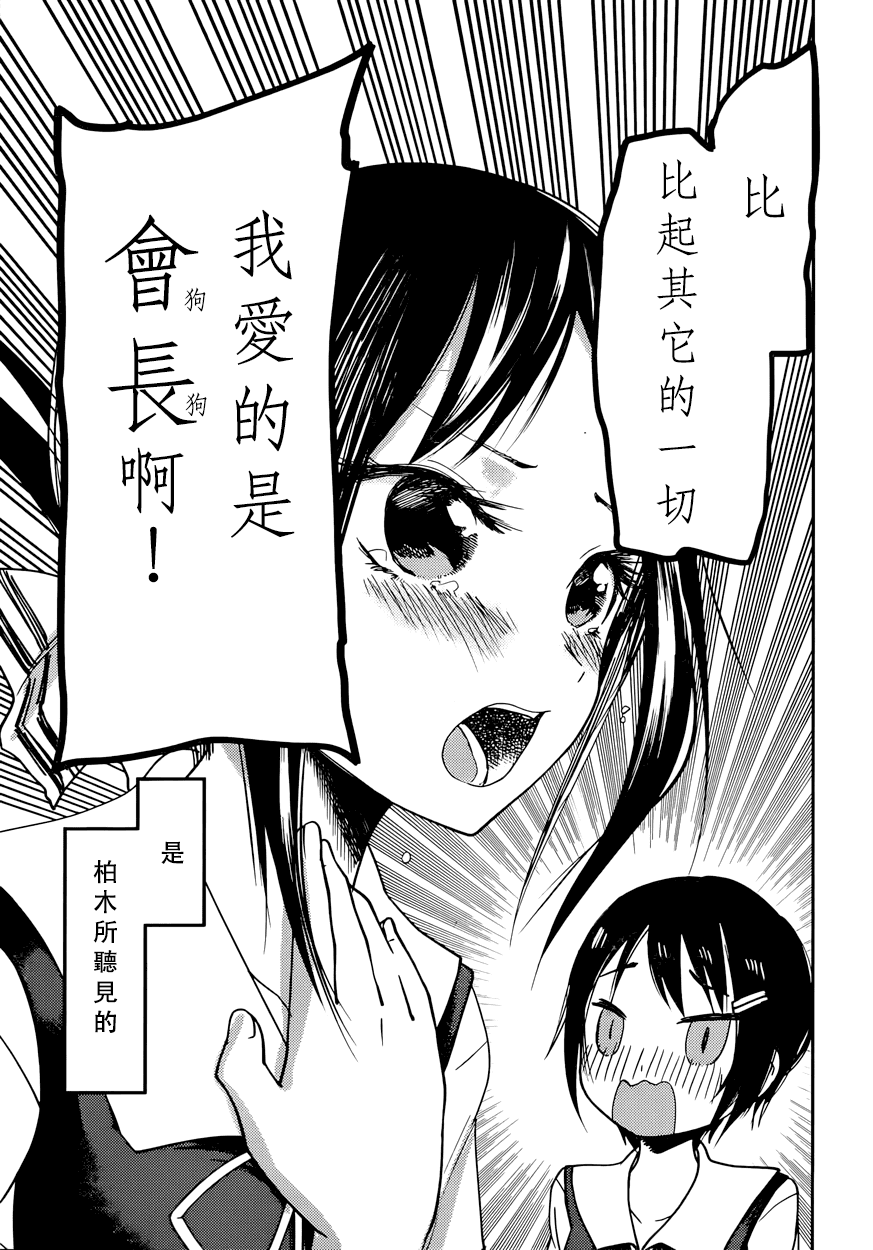 比
比起其它的一切
我愛的是
會長啊！
狗狗
是
柏木所聽見的